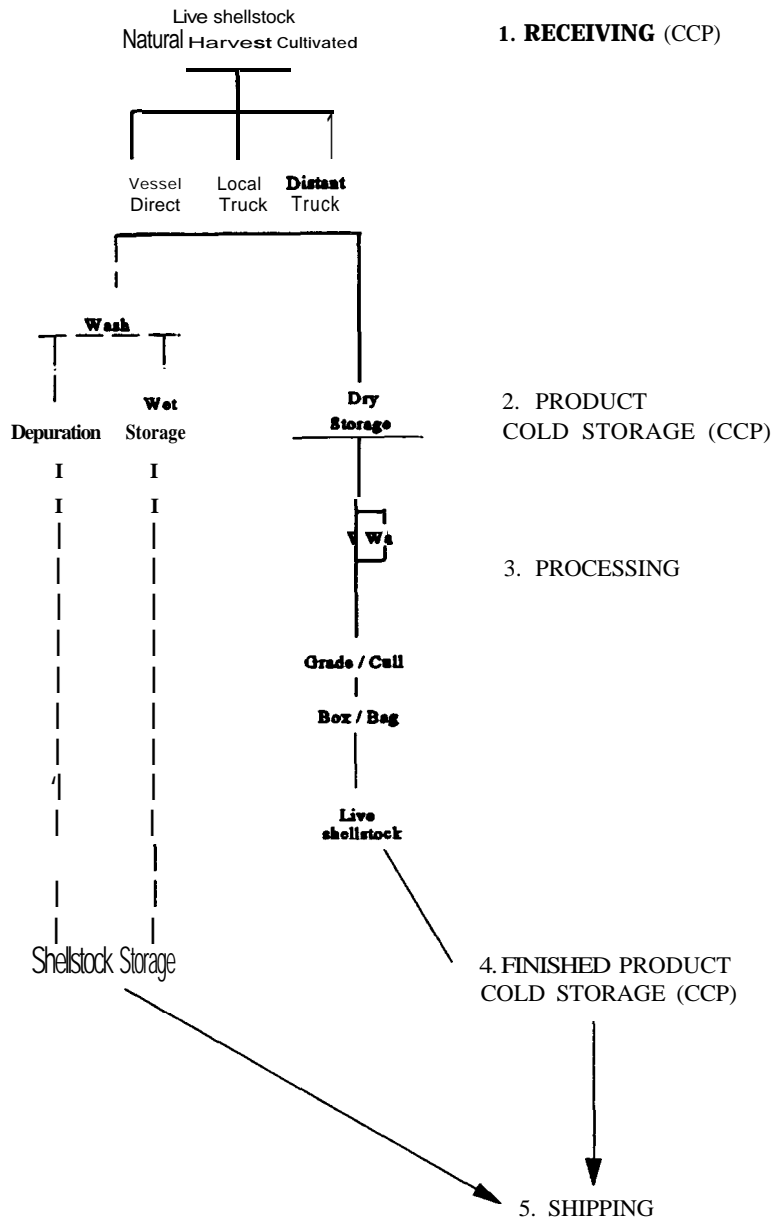 Live shellstock
Natural Harvest Cultivated
1. RECEIVING (CCP)
Vessel Direct
Local Truck
Distant Truck
Wash
Depuration
Wet Storage
Dry Storage
2. PRODUCT
COLD STORAGE (CCP)
Wa
3. PROCESSING
Grade / Cull
Box / Bag
Live
shellstock
Shellstock Storage
4. FINISHED PRODUCT
COLD STORAGE (CCP)
5. SHIPPING